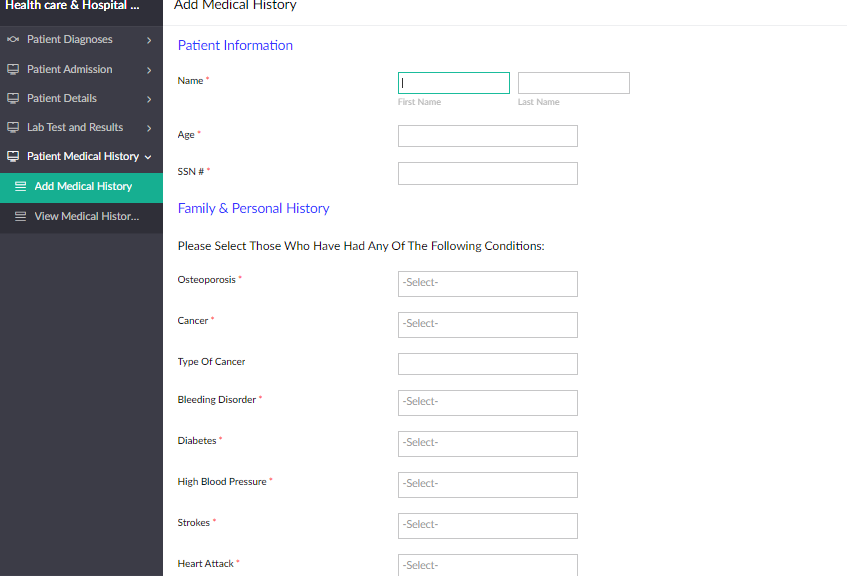 Health care & Hospital ...
Patient Diagnoses
Patient Admission
Patient Details
Lab Test and Results
Patient Medical History
Add Medical History
View Medical Histor...
Add Medical History
Patient Information
Name *
First Name
Last Name
Age *
SSN # *
Family & Personal History
Please Select Those Who Have Had Any Of The Following Conditions:
Osteoporosis * -Select-
Cancer * -Select-
Type Of Cancer
Bleeding Disorder * -Select-
Diabetes * -Select-
High Blood Pressure * -Select-
Strokes * -Select-
Heart Attack * -Select-